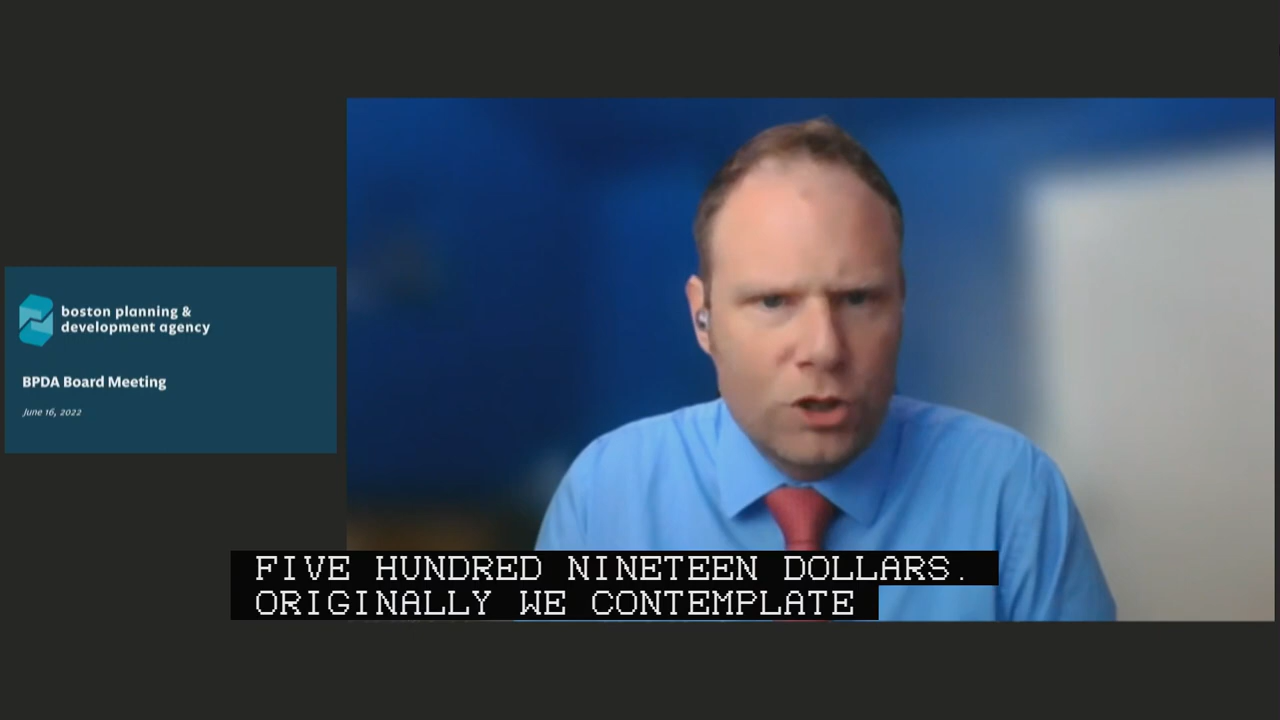 boston planning &
development agency
BPDA Board Meeting
June 16, 2022
FIVE HUNDRED NINETEEN DOLLARS.
ORIGINALLY WE CONTEMPLATE